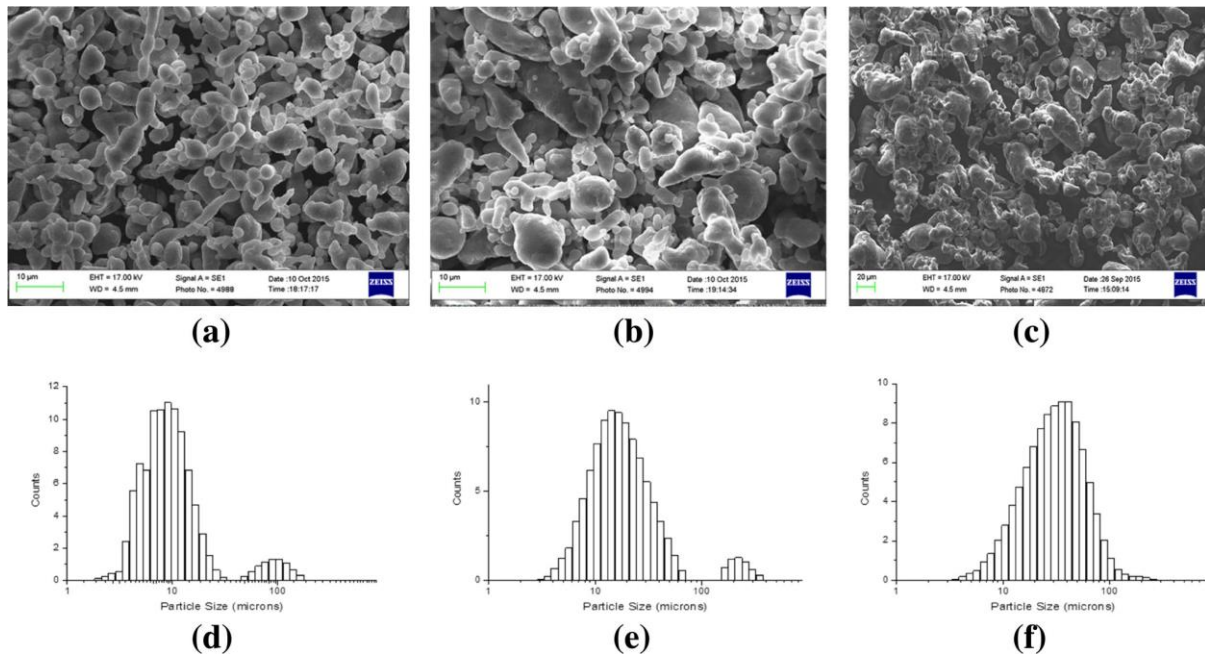 10 µm EHT = 17.00 kV Signal A = SE1 Date :10 Oct 2015
WD = 4.5 mm Photo No. = 4988 Time :18:17:17
ZEISS
10 µm EHT = 17.00 kV Signal A = SE1 Date :10 Oct 2015
WD = 4.5 mm Photo No. = 4994 Time :19:14:34
ZEISS
20 µm EHT = 17.00 kV Signal A = SE1 Date :26 Sep 2015
WD = 4.5 mm Photo No. = 4672 Time :15:09:14
ZEISS
(a)
(b)
(c)
12
10
8
6
4
2
0
Counts
1 10 100
Particle Size (microns)
(d)
10
5
0
Counts
1 10 100
Particle Size (microns)
(e)
10
8
6
4
2
0
Counts
1 10 100
Particle Size (microns)
(f)